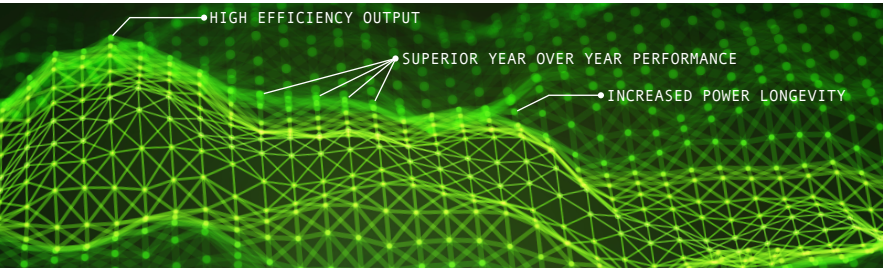 HIGH EFFICIENCY OUTPUT
SUPERIOR YEAR OVER YEAR PERFORMANCE
INCREASED POWER LONGEVITY